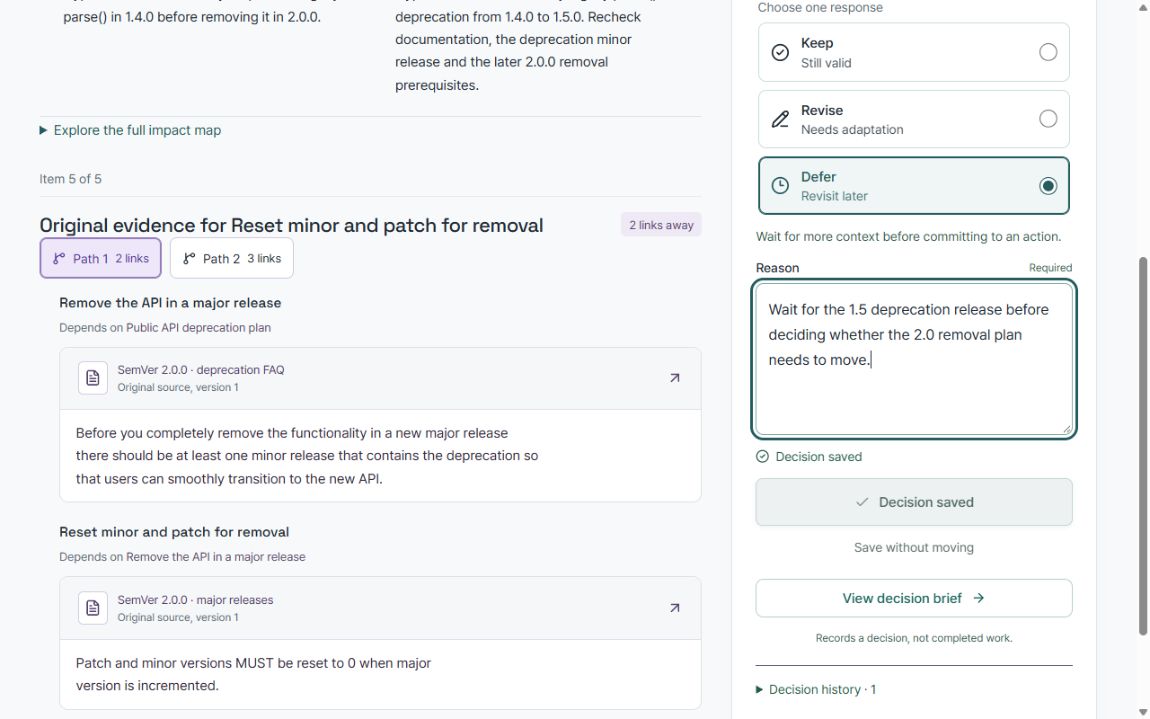 parse() in 1.4.0 before removing it in 2.0.0.
deprecation from 1.4.0 to 1.5.0. Recheck
documentation, the deprecation minor
release and the later 2.0.0 removal
prerequisites.
Explore the full impact map
Item 5 of 5
Original evidence for Reset minor and patch for removal
2 links away
Path 1 2 links
Path 2 3 links
Remove the API in a major release
Depends on Public API deprecation plan
SemVer 2.0.0 · deprecation FAQ
Original source, version 1
Before you completely remove the functionality in a new major release
there should be at least one minor release that contains the deprecation so
that users can smoothly transition to the new API.
Reset minor and patch for removal
Depends on Remove the API in a major release
SemVer 2.0.0 · major releases
Original source, version 1
Patch and minor versions MUST be reset to 0 when major
version is incremented.
Choose one response
Keep
Still valid
Revise
Needs adaptation
Defer
Revisit later
Wait for more context before committing to an action.
Reason
Required
Wait for the 1.5 deprecation release before
deciding whether the 2.0 removal plan
needs to move.
Decision saved
Decision saved
Save without moving
View decision brief
Records a decision, not completed work.
Decision history · 1